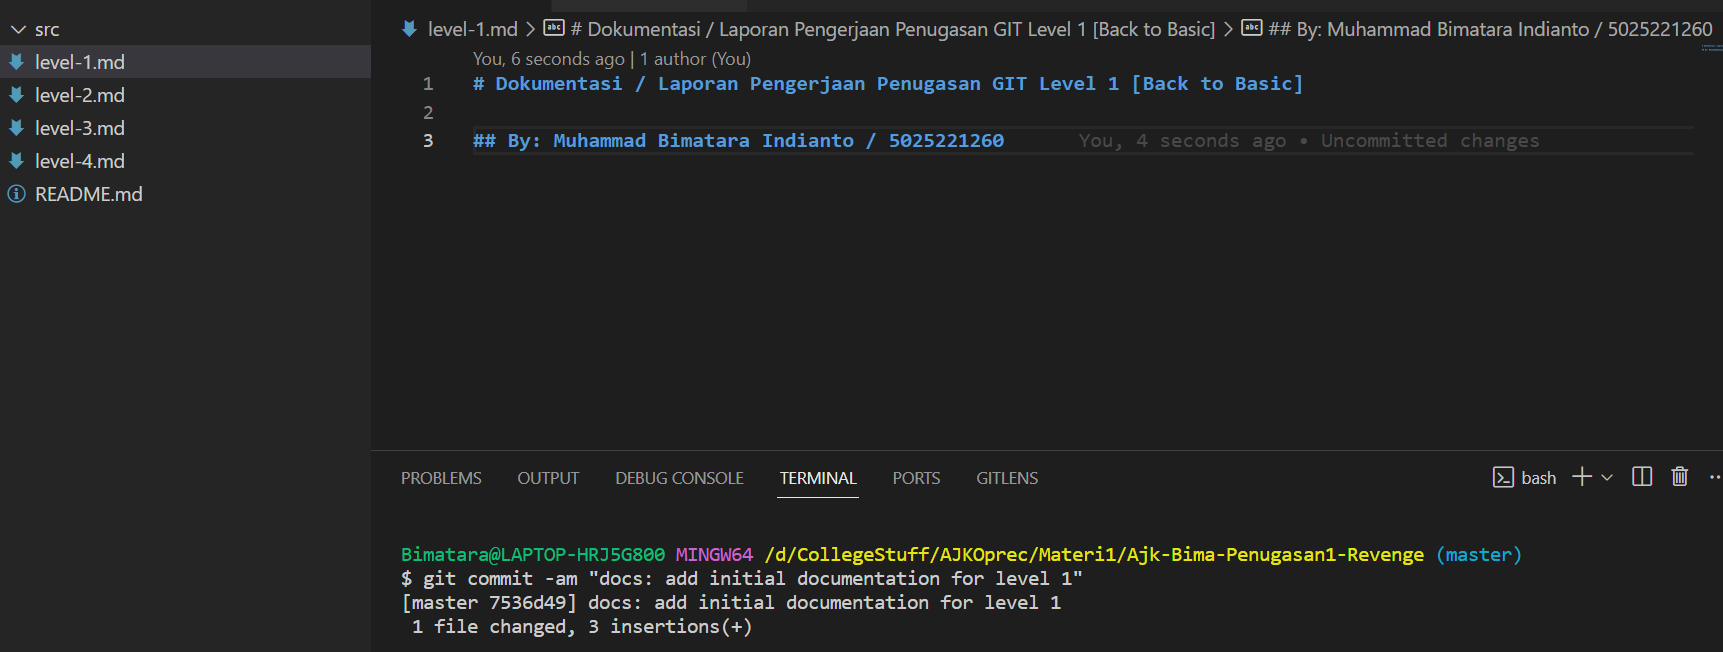 src
level-1.md
level-2.md
level-3.md
level-4.md
README.md
level-1.md > # Dokumentasi / Laporan Pengerjaan Penugasan GIT Level 1 [Back to Basic] > ## By: Muhammad Bimatara Indianto / 5025221260
You, 6 seconds ago | 1 author (You)
1 # Dokumentasi / Laporan Pengerjaan Penugasan GIT Level 1 [Back to Basic]
2
3 ## By: Muhammad Bimatara Indianto / 5025221260 You, 4 seconds ago • Uncommitted changes
PROBLEMS OUTPUT DEBUG CONSOLE TERMINAL PORTS GITLENS bash
Bimatara@LAPTOP-HRJ5G800 MINGW64 /d/CollegeStuff/AJKOprec/Materi1/Ajk-Bima-Penugasan1-Revenge (master)
$ git commit -am "docs: add initial documentation for level 1"
[master 7536d49] docs: add initial documentation for level 1
1 file changed, 3 insertions(+)